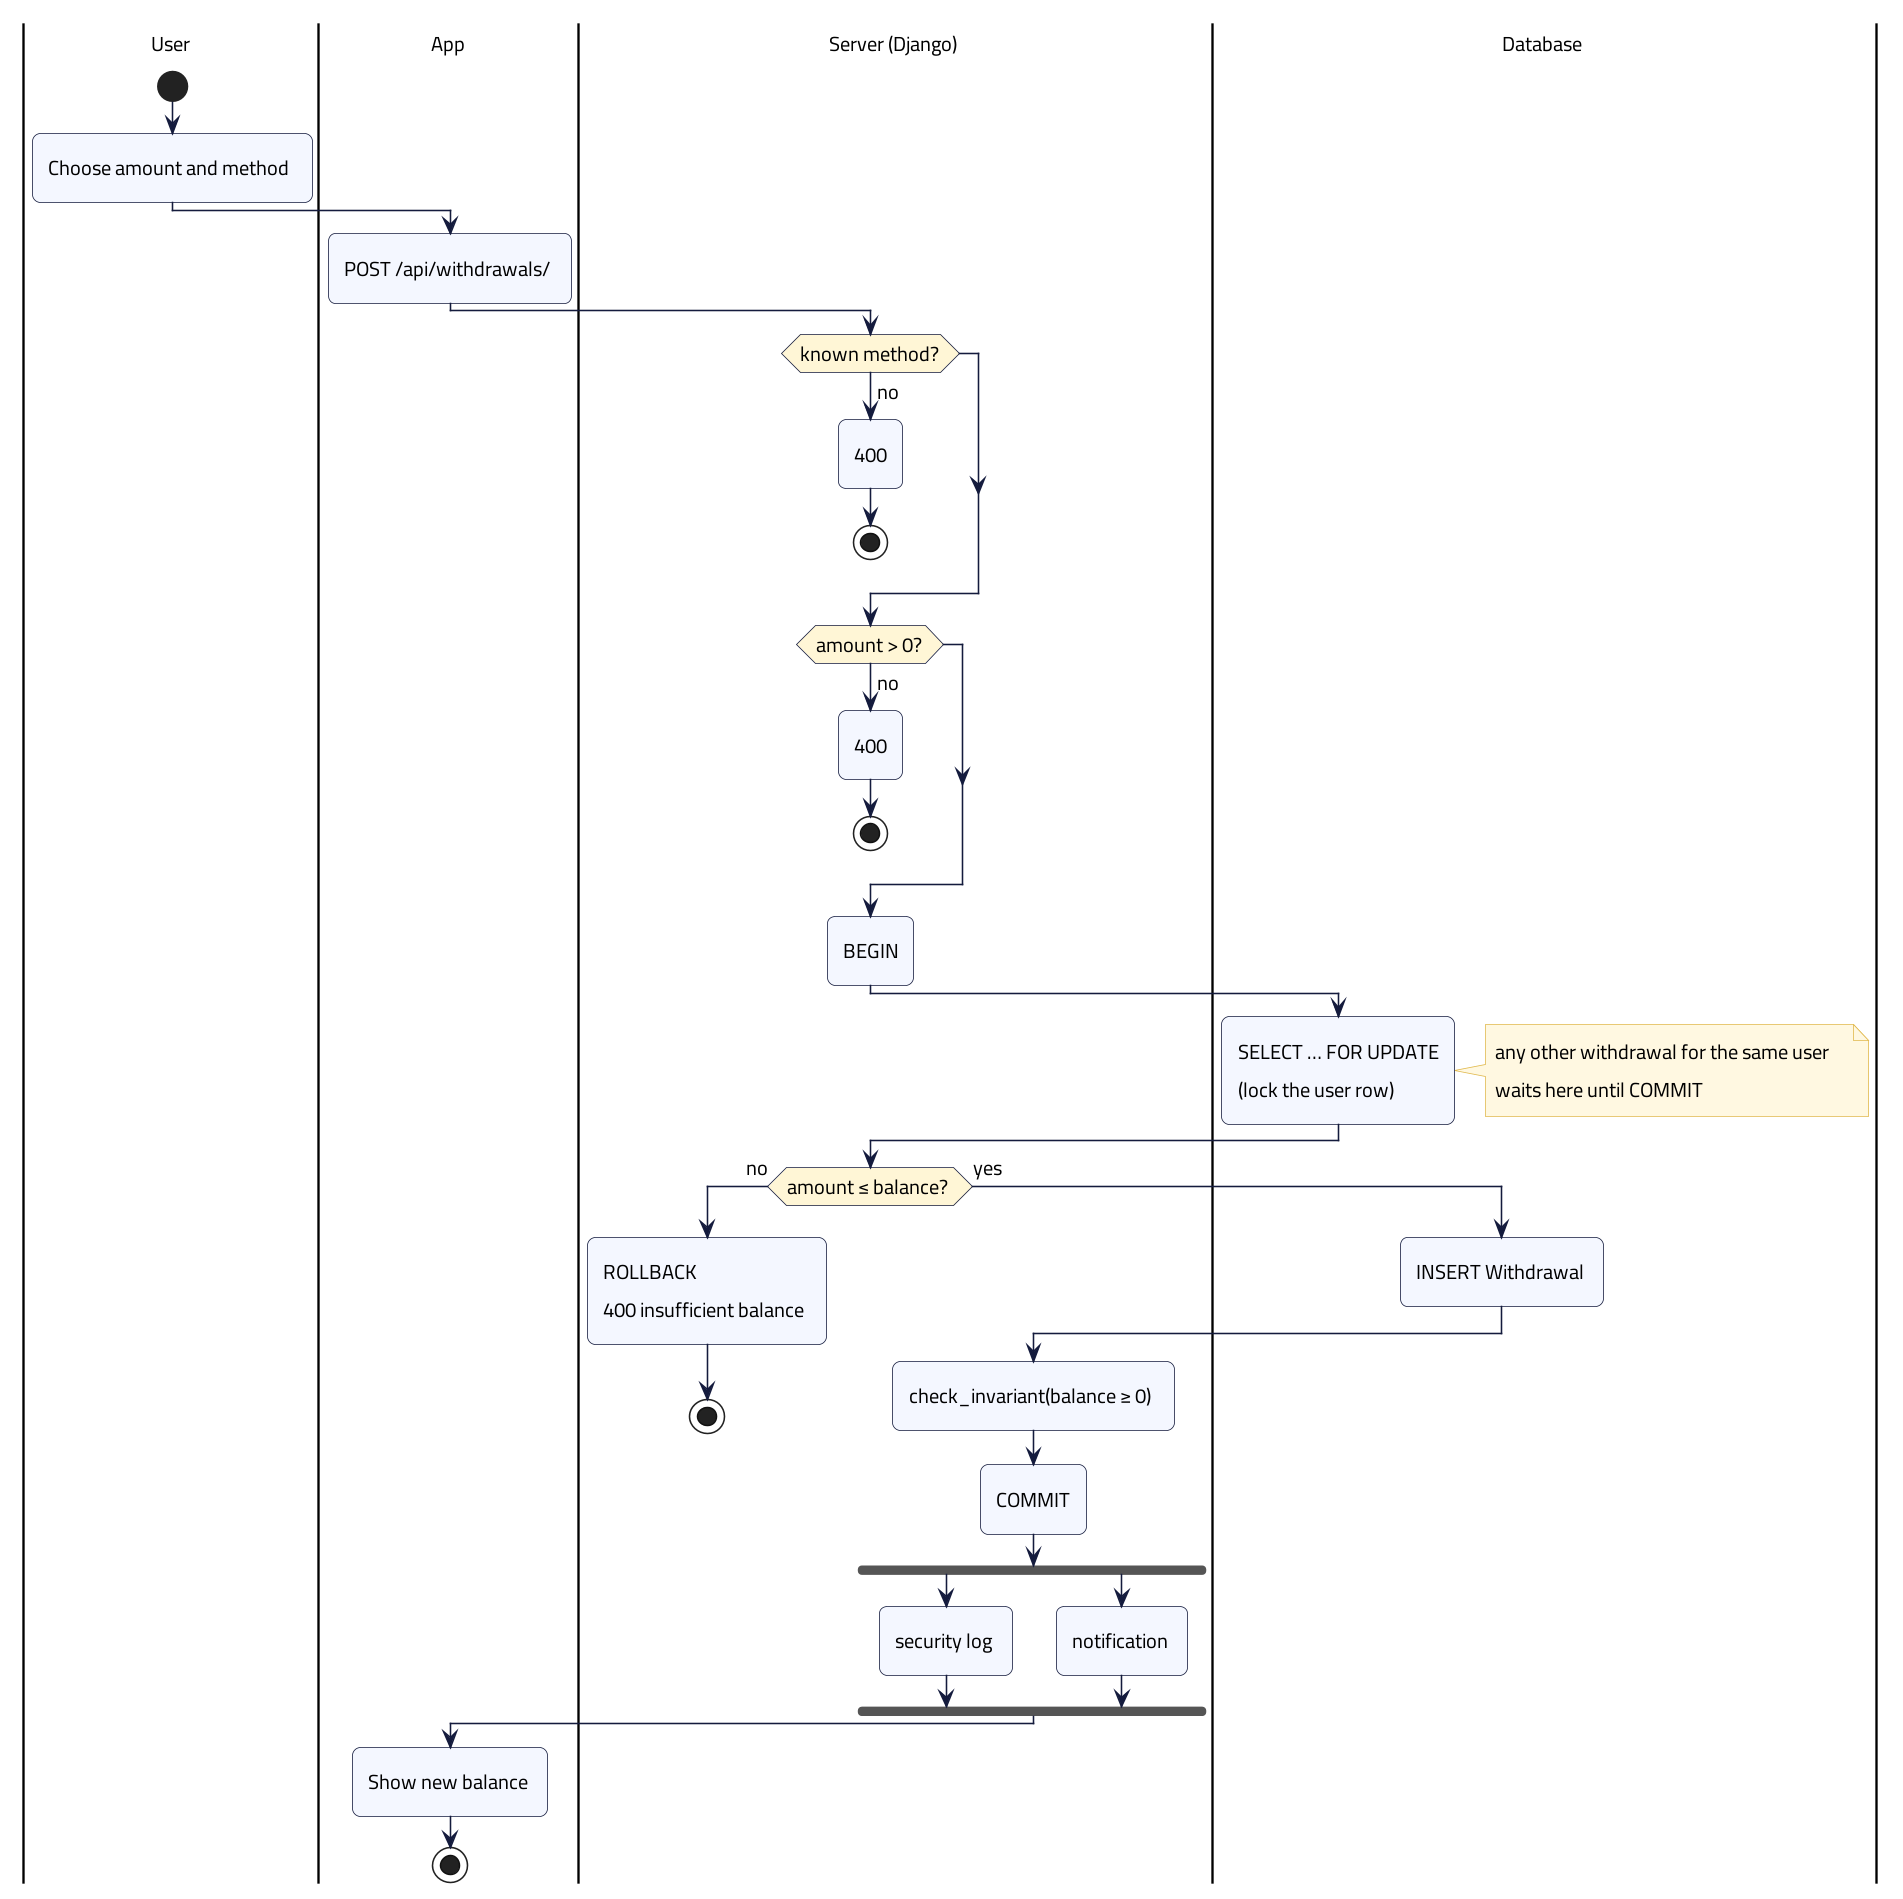 User
App
Server (Django)
Database
Choose amount and method
POST /api/withdrawals/
known method?
no
400
amount > 0?
no
400
BEGIN
SELECT ... FOR UPDATE
(lock the user row)
any other withdrawal for the same user
waits here until COMMIT
no
amount ≤ balance?
yes
ROLLBACK
400 insufficient balance
INSERT Withdrawal
check_invariant(balance ≥ 0)
COMMIT
security log
notification
Show new balance